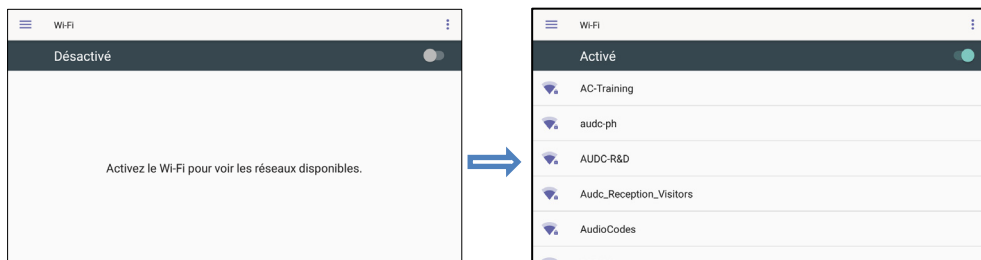 Wi-Fi
Désactivé
Activez le Wi-Fi pour voir les réseaux disponibles.
Wi-Fi
Activé
AC-Training
audc-ph
AUDC-R&D
Audc_Reception_Visitors
AudioCodes